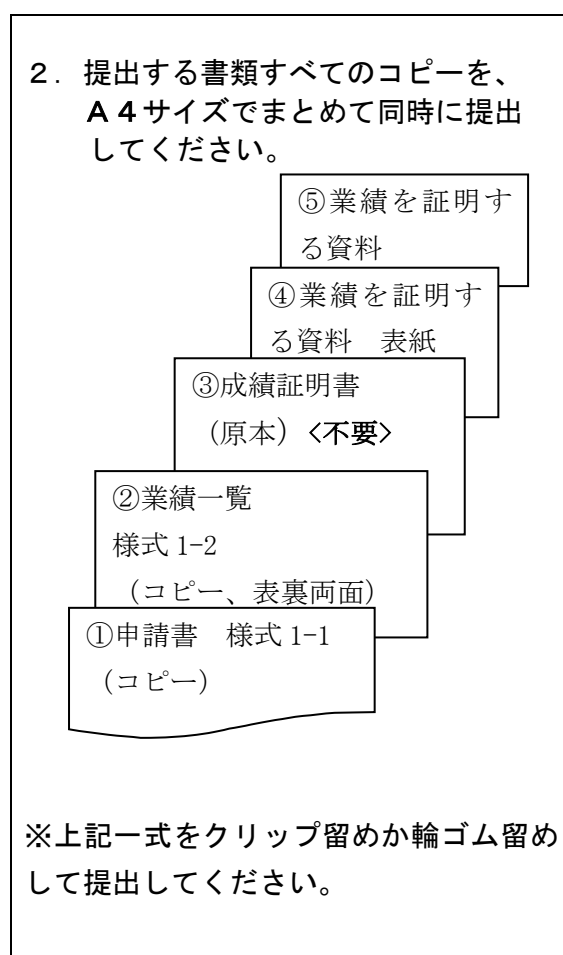 ２．提出する書類すべてのコピーを、
Ａ４サイズでまとめて同時に提出
してください。
⑤業績を証明す
る資料
④業績を証明す
る資料　表紙
③成績証明書
（原本）<不要>
②業績一覧
様式 1-2
（コピー、表裏両面）
①申請書　様式 1-1
（コピー）
※上記一式をクリップ留めか輪ゴム留め
して提出してください。